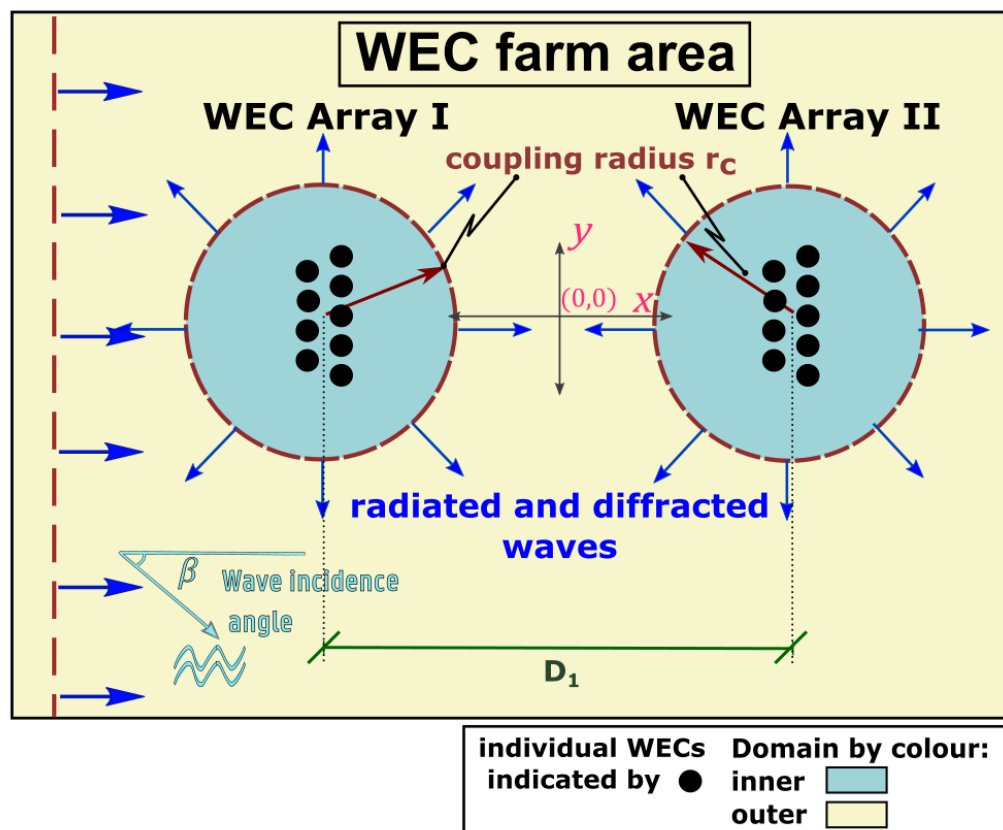 WEC farm area
WEC Array I
WEC Array II
coupling radius r_C
y
(0,0) x
radiated and diffracted
waves
β
Wave incidence
angle
D₁
individual WECs
indicated by
Domain by colour:
inner
outer